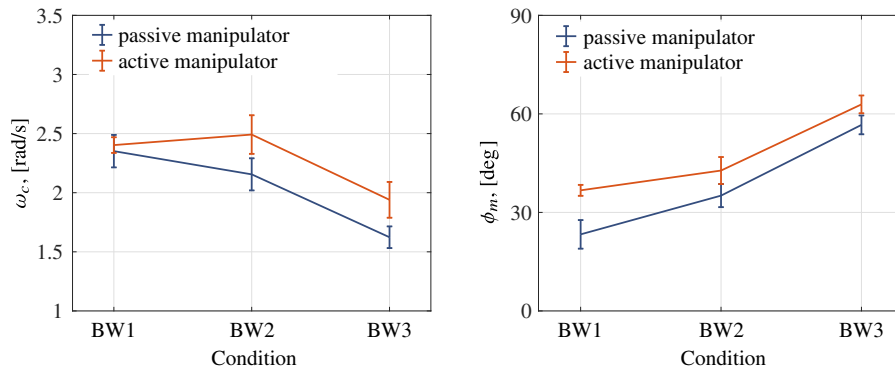 3.5
3
2.5
2
1.5
1
ω_c, [rad/s]
passive manipulator
active manipulator
BW1 BW2 BW3
Condition
90
60
30
0
ϕ_m, [deg]
passive manipulator
active manipulator
BW1 BW2 BW3
Condition